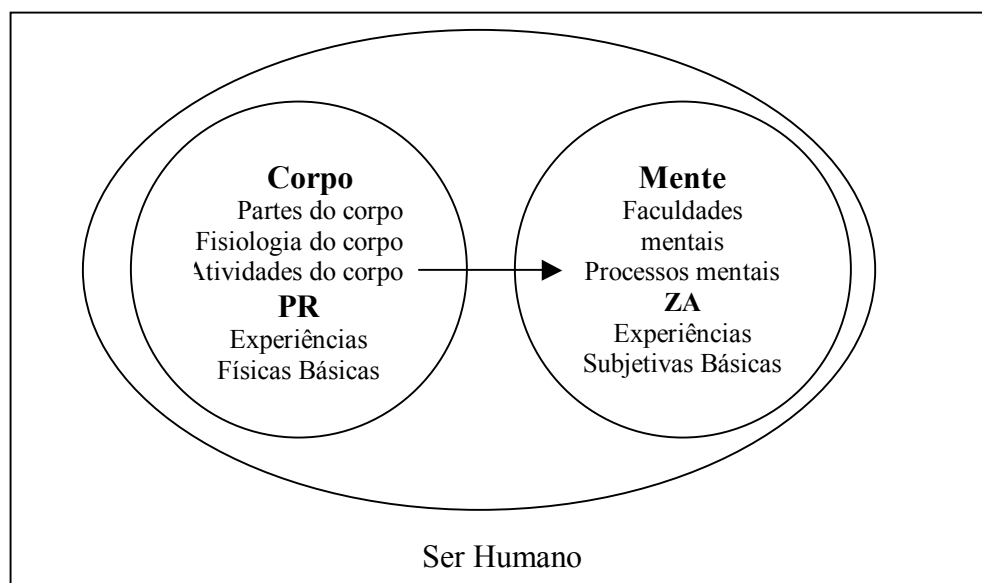 Corpo
Partes do corpo
Fisiologia do corpo
Atividades do corpo
PR
Experiências
Físicas Básicas
Mente
Faculdades
mentais
Processos mentais
ZA
Experiências
Subjetivas Básicas
Ser Humano